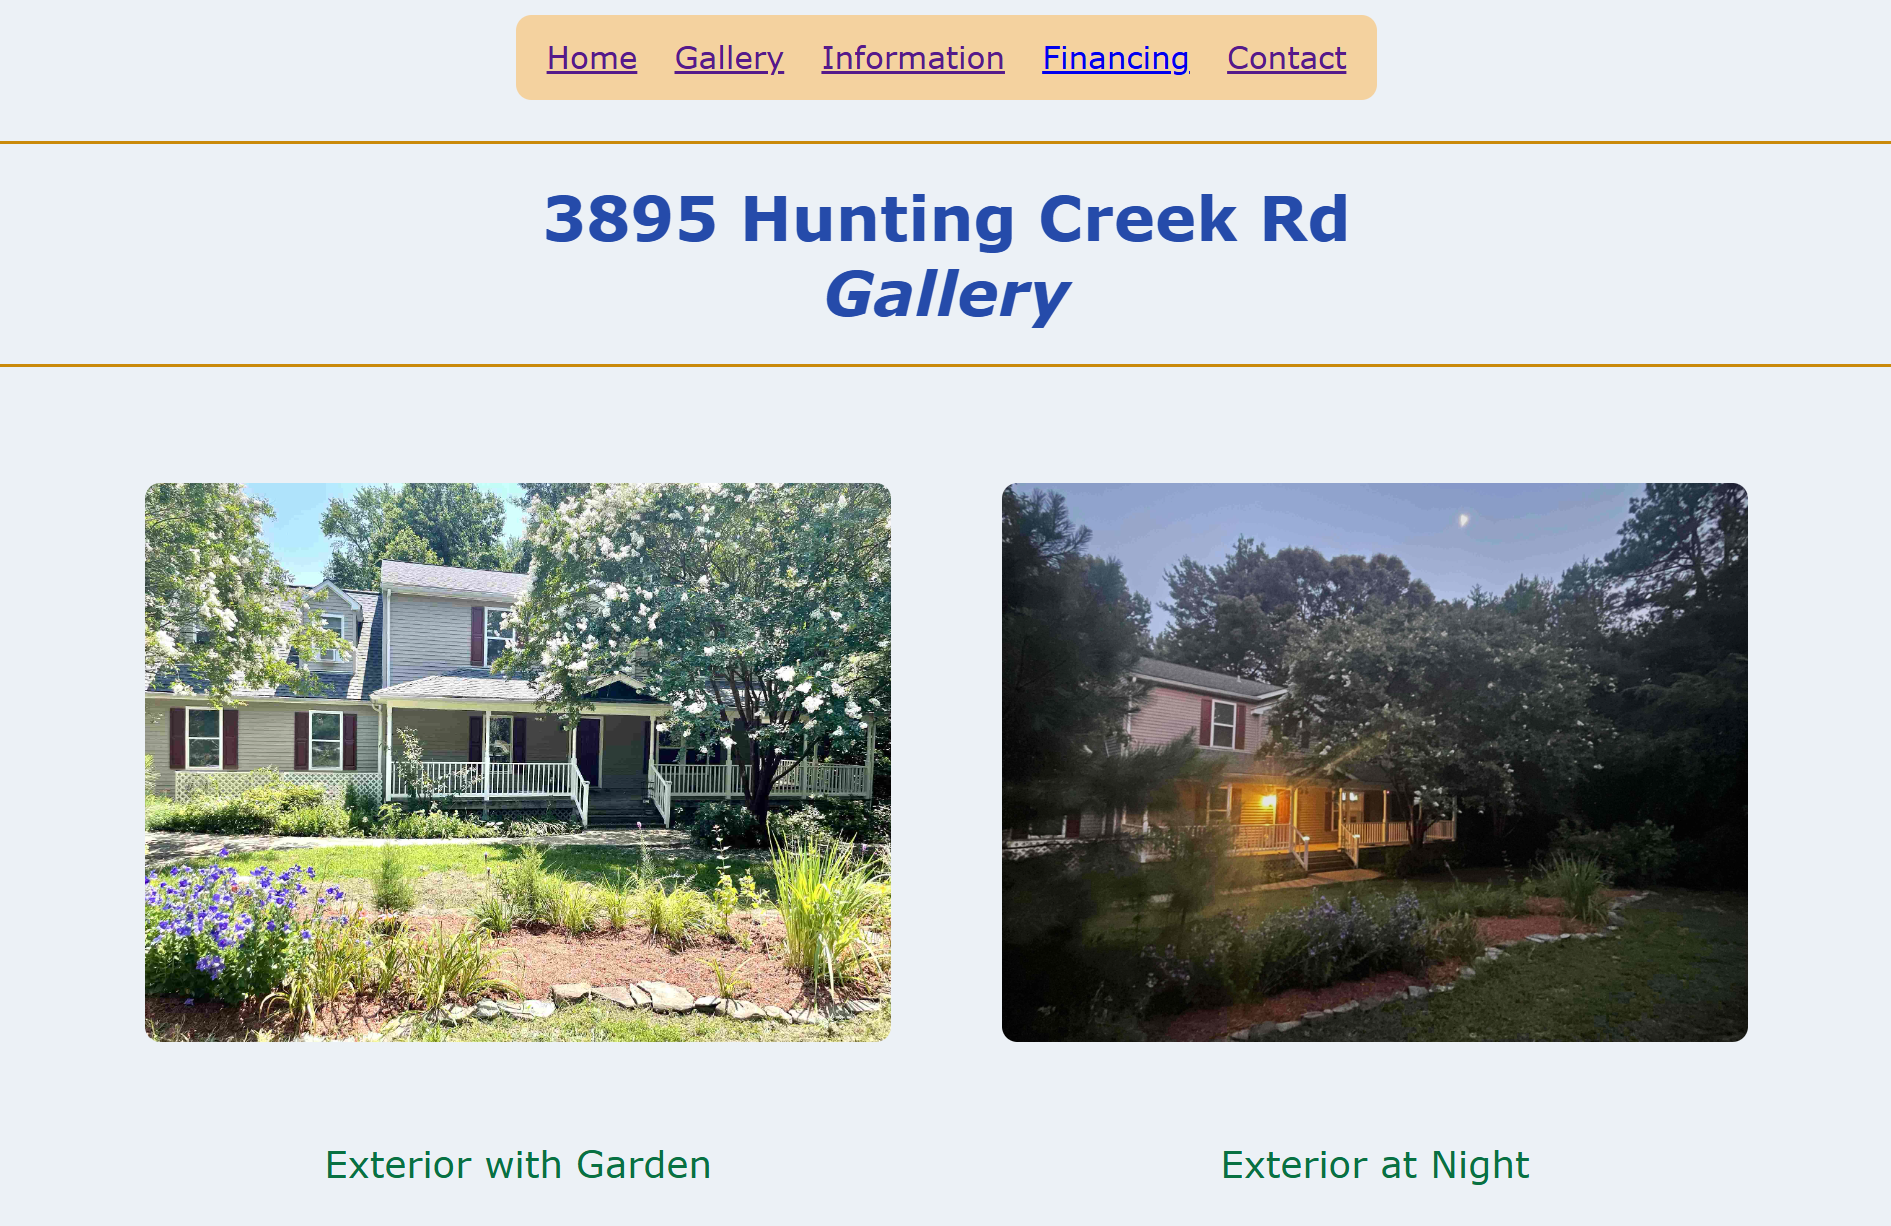 Home Gallery Information Financing Contact
3895 Hunting Creek Rd
Gallery
Exterior with Garden
Exterior at Night